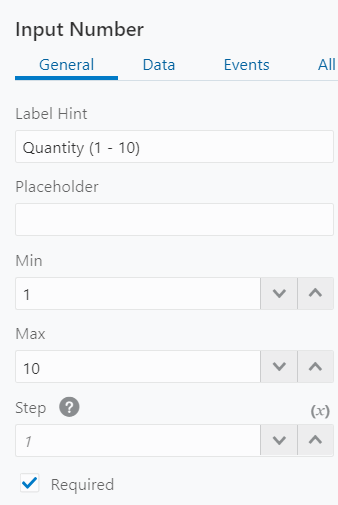 Input Number
General Data Events All
Label Hint
Quantity (1 - 10)
Placeholder
Min
1
Max
10
Step ? (x)
1
Required